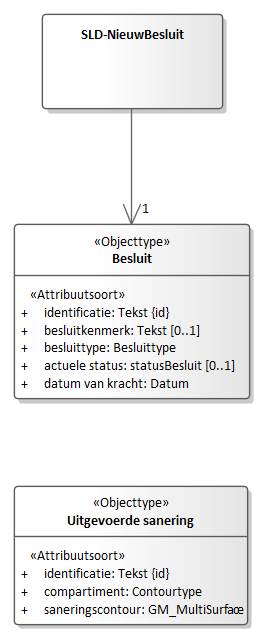 SLD-NieuwBesluit
1
«Objecttype»
Besluit
«Attribuutsoort»
+ identificatie: Tekst {id}
+ besluitkenmerk: Tekst [0..1]
+ besluittype: Besluittype
+ actuele status: statusBesluit [0..1]
+ datum van kracht: Datum
«Objecttype»
Uitgevoerde sanering
«Attribuutsoort»
+ identificatie: Tekst {id}
+ compartiment: Contourtype
+ saneringscontour: GM_MultiSurface